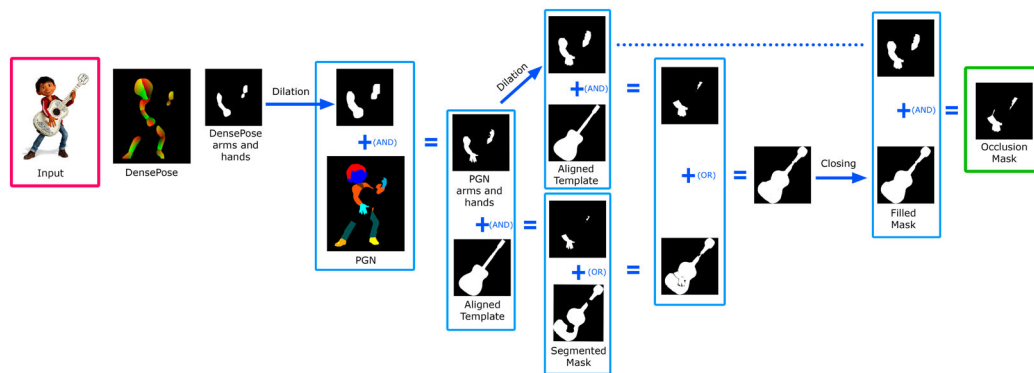 Input
DensePose
DensePose
arms and
hands
Dilation
+(AND)
=
PGN
PGN
arms and
hands
+(AND)
=
Aligned
Template
Dilation
+(AND)
=
Aligned
Template
+(OR)
=
Segmented
Mask
+(OR)
=
Closing
+(AND)
=
Filled
Mask
Occlusion
Mask